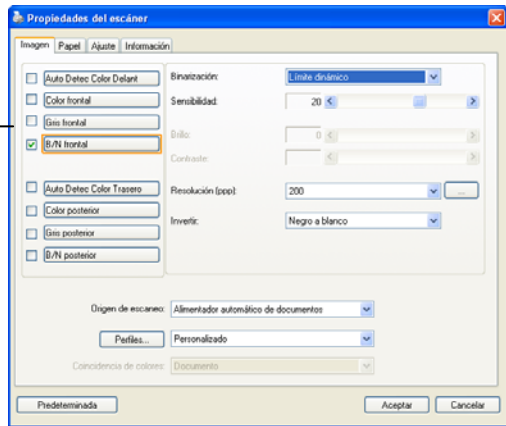 Propiedades del escáner
Imagen Papel Ajuste Información
Auto Detec Color Delant
Color frontal
Gris frontal
B/N frontal
Auto Detec Color Trasero
Color posterior
Gris posterior
B/N posterior
Binarización: Límite dinámico
Sensibilidad: 20
Brillo: 0
Contraste:
Resolución (ppp): 200 ...
Invertir: Negro a blanco
Origen de escaneo: Alimentador automático de documentos
Perfiles... Personalizado
Coincidencia de colores: Documento
Predeterminada Aceptar Cancelar